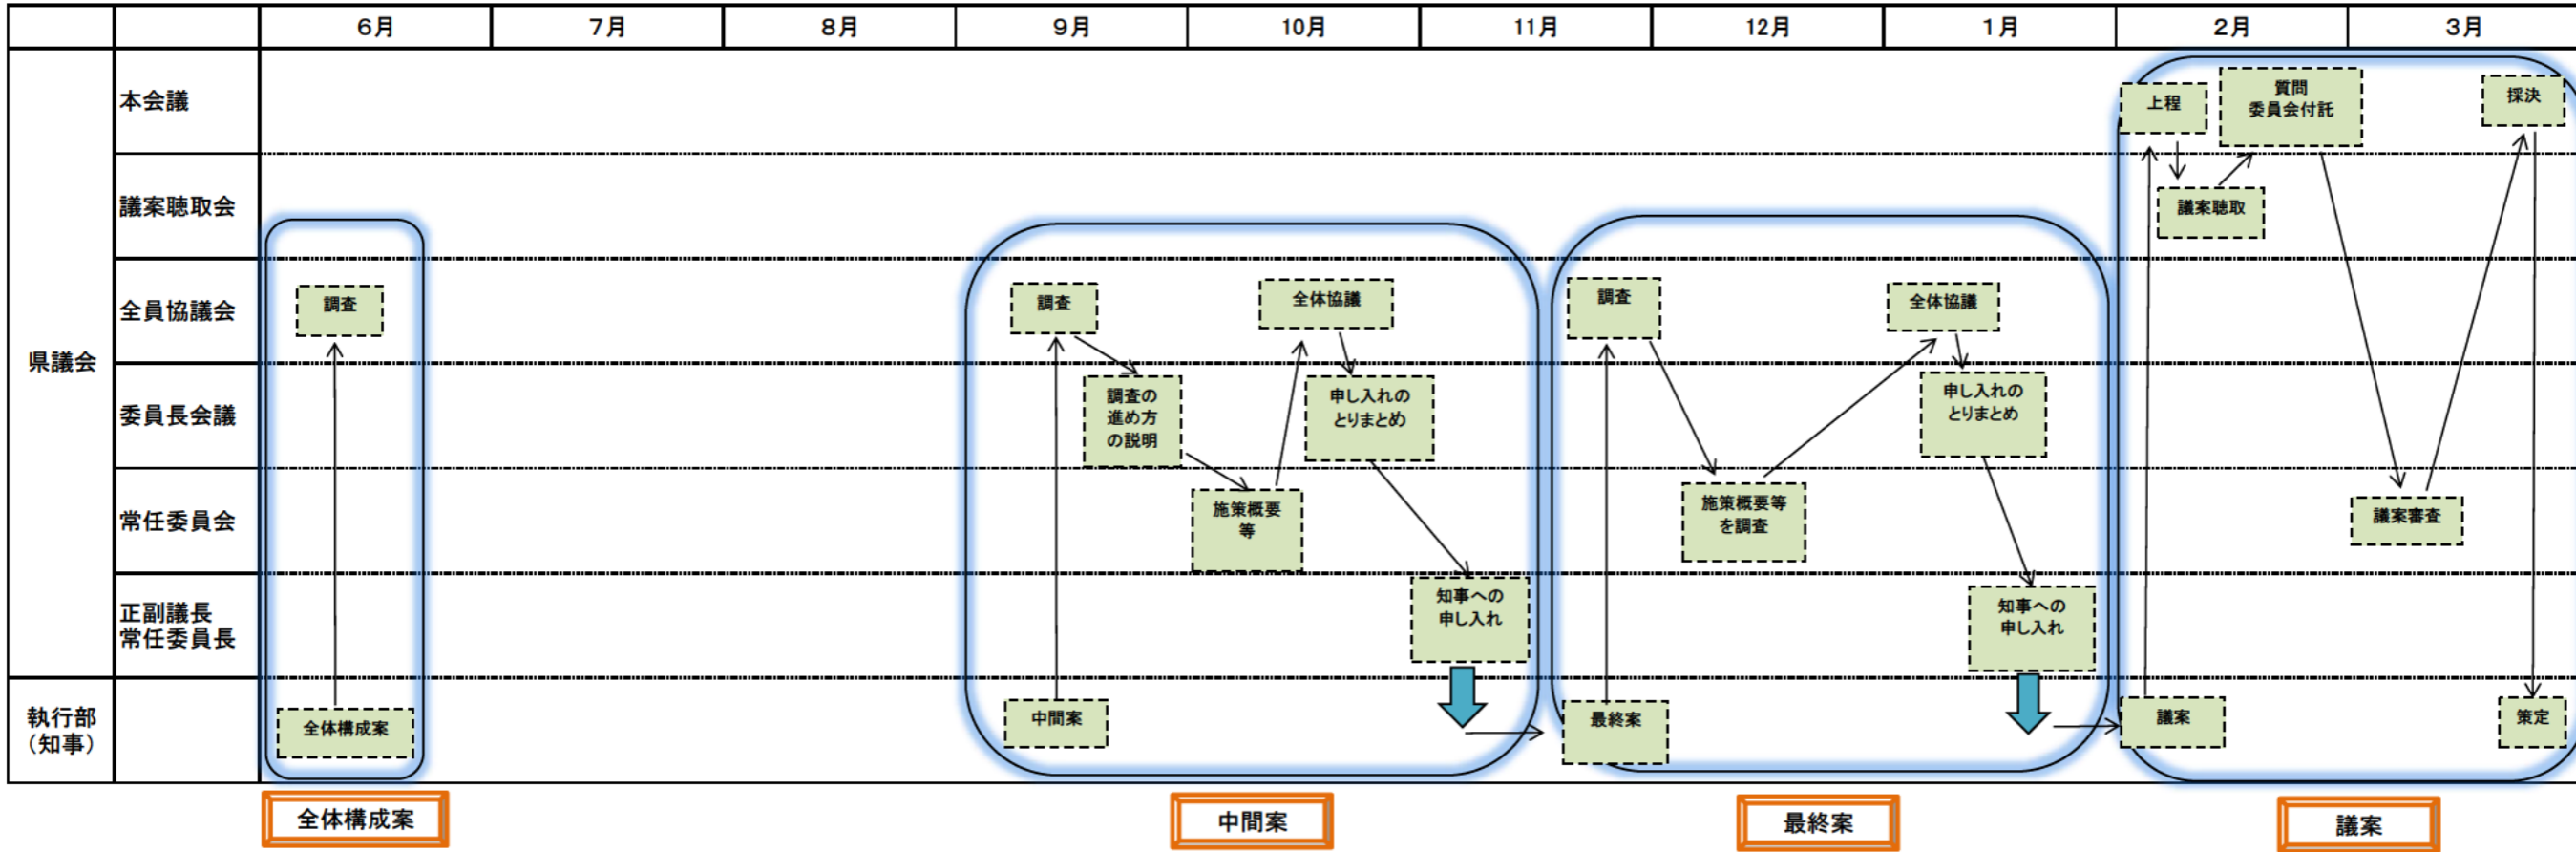 6月 7月 8月 9月 10月 11月 12月 1月 2月 3月
県議会
本会議
上程
質問
委員会付託
採決
議案聴取会
議案聴取
全員協議会
調査
調査
全体協議
調査
全体協議
委員長会議
調査の
進め方
の説明
申し入れの
とりまとめ
申し入れの
とりまとめ
常任委員会
施策概要
等
施策概要等
を調査
議案審査
正副議長
常任委員長
知事への
申し入れ
知事への
申し入れ
執行部
（知事）
全体構成案
中間案
最終案
議案
策定
全体構成案
中間案
最終案
議案